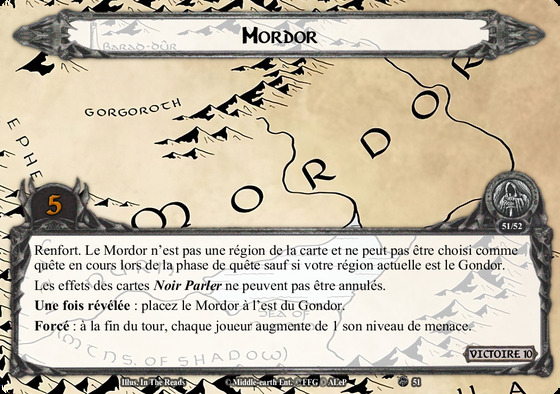 Mordor
BARAD-DÛR
GORGOROTH
EPHE
MORDOR
5
51/52
Renfort. Le Mordor n'est pas une région de la carte et ne peut pas être choisi comme
quête en cours lors de la phase de quête sauf si votre région actuelle est le Gondor.
Les effets des cartes Noir Parler ne peuvent pas être annulés.
Une fois révélée : placez le Mordor à l'est du Gondor.
SEA OF
Forcé : à la fin du tour, chaque joueur augmente de 1 son niveau de menace.
(MTNS. OF SHADOW)
VICTOIRE 10
Illus. In The Reads
© Middle-earth Ent. © FFG © ALeP
51